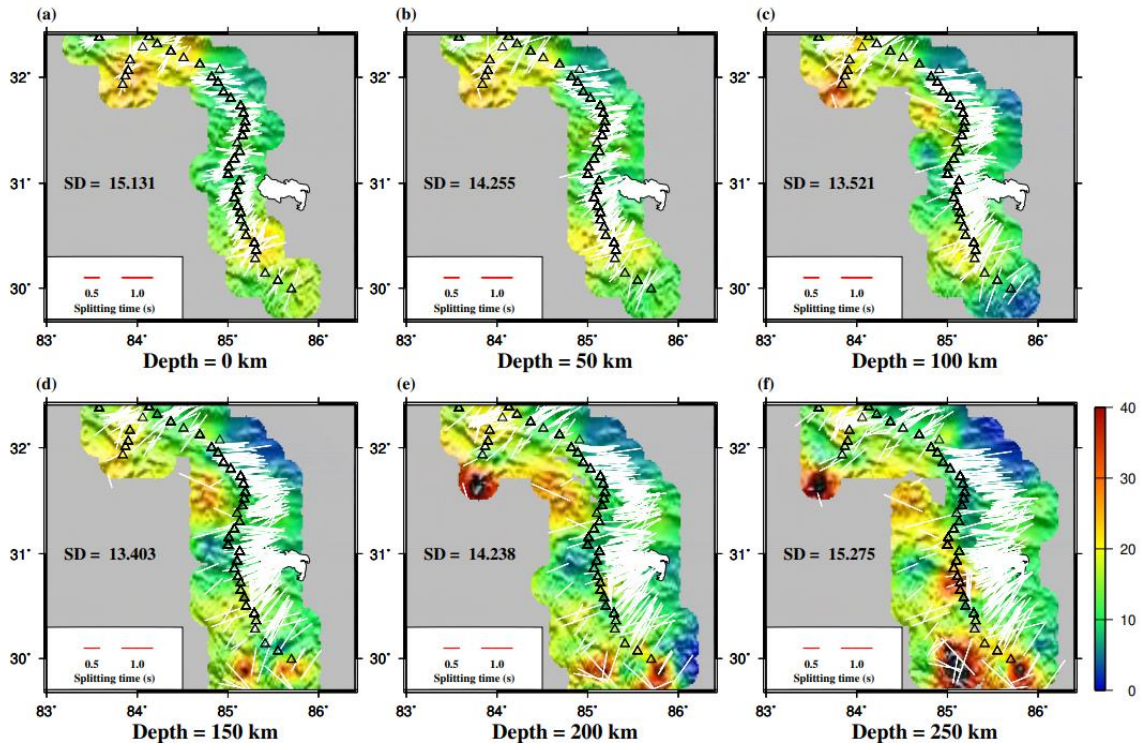 (a)
(b)
(c)
32˚
32˚
32˚
SD = 15.131
SD = 14.255
SD = 13.521
31˚
31˚
31˚
30˚
30˚
30˚
0.5 1.0
Splitting time (s)
0.5 1.0
Splitting time (s)
0.5 1.0
Splitting time (s)
83˚ 84˚ 85˚ 86˚
83˚ 84˚ 85˚ 86˚
83˚ 84˚ 85˚ 86˚
Depth = 0 km
Depth = 50 km
Depth = 100 km
(d)
(e)
(f)
32˚
32˚
32˚
SD = 13.403
SD = 14.238
SD = 15.275
31˚
31˚
31˚
30˚
30˚
30˚
0.5 1.0
Splitting time (s)
0.5 1.0
Splitting time (s)
0.5 1.0
Splitting time (s)
83˚ 84˚ 85˚ 86˚
83˚ 84˚ 85˚ 86˚
83˚ 84˚ 85˚ 86˚
Depth = 150 km
Depth = 200 km
Depth = 250 km
40
30
20
10
0